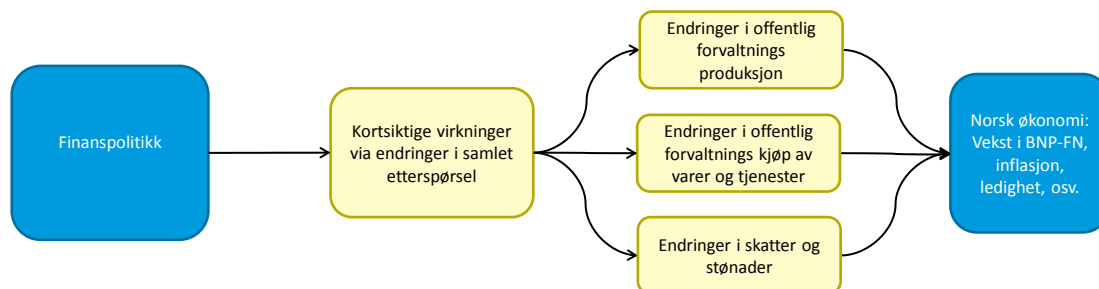 Finanspolitikk
Kortsiktige virkninger
via endringer i samlet
etterspørsel
Endringer i offentlig
forvaltnings
produksjon
Endringer i offentlig
forvaltnings kjøp av
varer og tjenester
Endringer i skatter og
stønader
Norsk økonomi:
Vekst i BNP-FN,
inflasjon,
ledighet, osv.